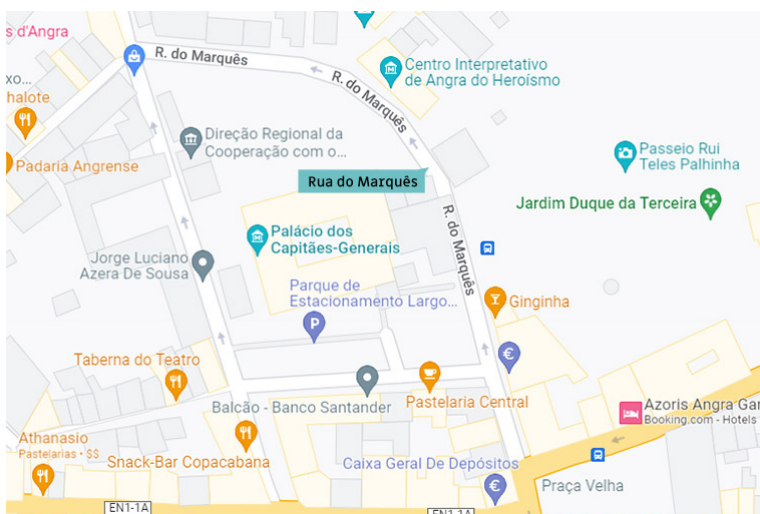 s d'Angra
R. do Marquês
Centro Interpretativo
de Angra do Heroísmo
xo...
halote
R. do Marquês
Direção Regional da
Cooperação com o...
Passeio Rui
Teles Palhinha
Padaria Angrense
Rua do Marquês
Jardim Duque da Terceira
R. do Marquês
Palácio dos
Capitães-Generais
Jorge Luciano
Azera De Sousa
Parque de
Estacionamento Largo...
P
Ginginha
€
Taberna do Teatro
Balcão - Banco Santander
Pastelaria Central
Azoris Angra Gar
Booking.com - Hotels
Athanasio
Pastelarias • $$
Snack-Bar Copacabana
Caixa Geral De Depósitos
€
Praça Velha
EN1-1A
EN1-1A